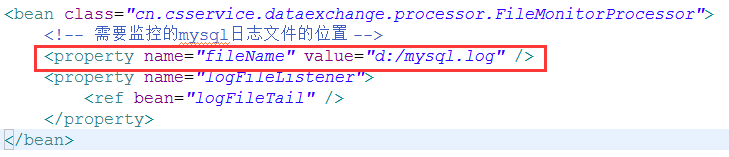 <bean class="cn.csservice.dataexchange.processor.FileMonitorProcessor">
<!-- 需要监控的mysql日志文件的位置 -->
<property name="fileName" value="d:/mysql.log" />
<property name="logFileListener">
<ref bean="logFileTail" />
</property>
</bean>